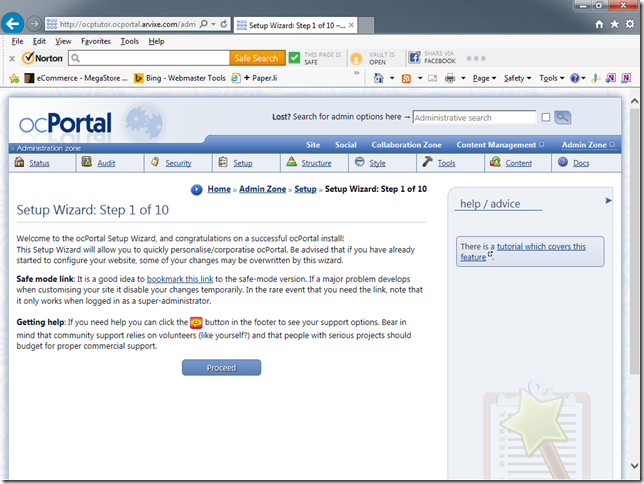 http://ocptutor.ocportal.arvixe.com/adm
Setup Wizard: Step 1 of 10 –...
File Edit View Favorites Tools Help
x Norton Safe Search THIS PAGE IS SAFE VAULT IS OPEN SHARE VIA FACEBOOK
eCommerce - MegaStore ... Bing - Webmaster Tools + Paper.li » Page Safety Tools »
ocPortal
Lost? Search for admin options here → Administrative search
» Administration zone
Site Social Collaboration Zone Content Management Admin Zone
Status Audit Security Setup Structure Style Tools Content Docs
Home » Admin Zone » Setup » Setup Wizard: Step 1 of 10
Setup Wizard: Step 1 of 10
Welcome to the ocPortal Setup Wizard, and congratulations on a successful ocPortal install!
This Setup Wizard will allow you to quickly personalise/corporatise ocPortal. Be advised that if you have already
started to configure your website, some of your changes may be overwritten by this wizard.
Safe mode link: It is a good idea to bookmark this link to the safe-mode version. If a major problem develops
when customising your site it disable your changes temporarily. In the rare event that you need the link, note that
it only works when logged in as a super-administrator.
Getting help: If you need help you can click the button in the footer to see your support options. Bear in
mind that community support relies on volunteers (like yourself?) and that people with serious projects should
budget for proper commercial support.
Proceed
help / advice
There is a tutorial which covers this
feature.